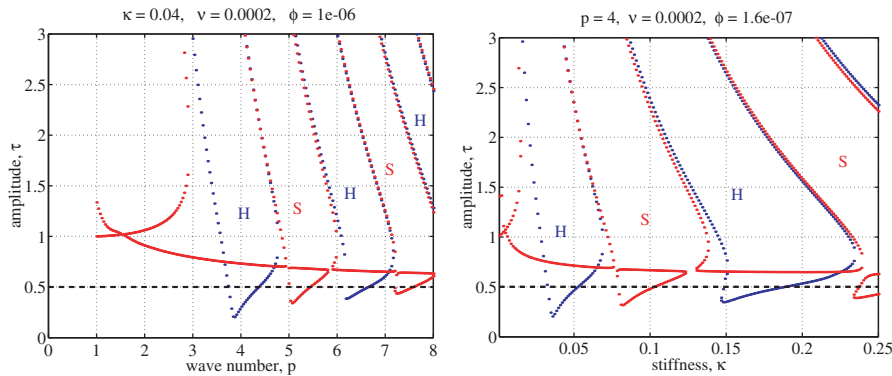 κ = 0.04, ν = 0.0002, ϕ = 1e-06
amplitude, τ
3
2.5
2
1.5
1
0.5
0
H
S
H
S
H
0 1 2 3 4 5 6 7 8
wave number, p
p = 4, ν = 0.0002, ϕ = 1.6e-07
amplitude, τ
3
2.5
2
1.5
1
0.5
0
H
S
H
S
0.05 0.1 0.15 0.2 0.25
stiffness, κ